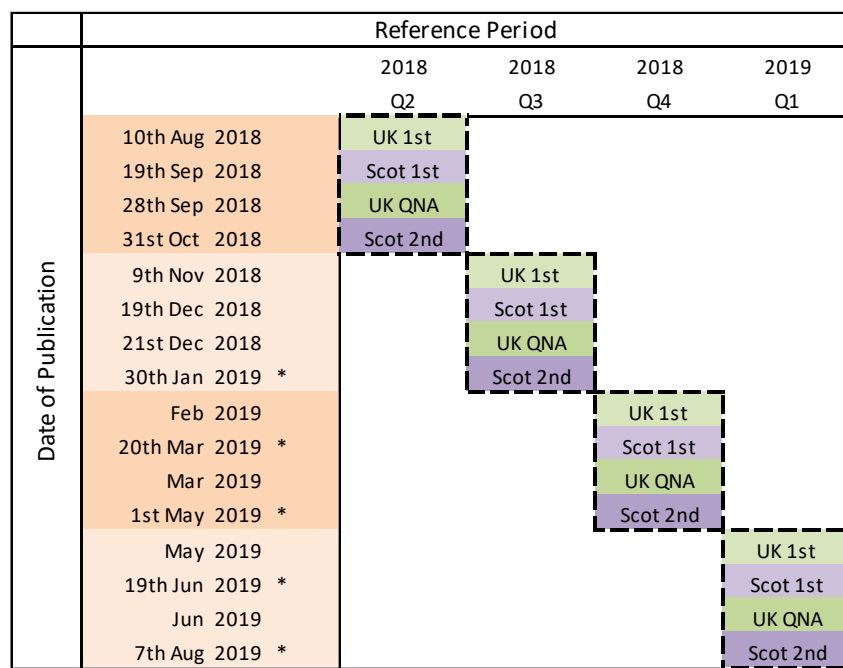 Reference Period
2018 2018 2018 2019
Q2 Q3 Q4 Q1
Date of Publication
10th Aug 2018 UK 1st
19th Sep 2018 Scot 1st
28th Sep 2018 UK QNA
31st Oct 2018 Scot 2nd
9th Nov 2018 UK 1st
19th Dec 2018 Scot 1st
21st Dec 2018 UK QNA
30th Jan 2019 * Scot 2nd
Feb 2019 UK 1st
20th Mar 2019 * Scot 1st
Mar 2019 UK QNA
1st May 2019 * Scot 2nd
May 2019 UK 1st
19th Jun 2019 * Scot 1st
Jun 2019 UK QNA
7th Aug 2019 * Scot 2nd